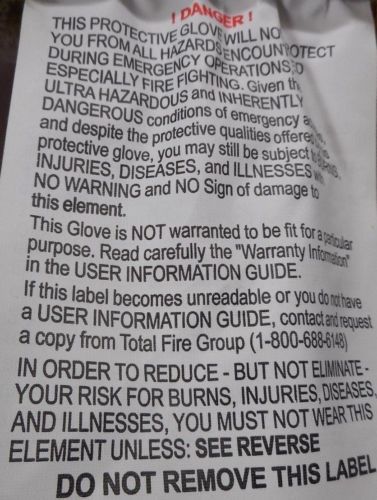 ! DANGER !
THIS PROTECTIVE GLOVE WILL NOT PROTECT
YOU FROM ALL HAZARDS ENCOUNTERED
DURING EMERGENCY OPERATIONS
ESPECIALLY FIRE FIGHTING. Given the
ULTRA HAZARDOUS and INHERENTLY
DANGEROUS conditions of emergency
and despite the protective qualities offered
protective glove, you may still be subject to
INJURIES, DISEASES, and ILLNESSES
NO WARNING and NO Sign of damage to
this element.
This Glove is NOT warranted to be fit for a particular
purpose. Read carefully the "Warranty Information"
in the USER INFORMATION GUIDE.
If this label becomes unreadable or you do not have
a USER INFORMATION GUIDE, contact and request
a copy from Total Fire Group (1-800-688-6148)
IN ORDER TO REDUCE - BUT NOT ELIMINATE -
YOUR RISK FOR BURNS, INJURIES, DISEASES,
AND ILLNESSES, YOU MUST NOT WEAR THIS
ELEMENT UNLESS: SEE REVERSE
DO NOT REMOVE THIS LABEL